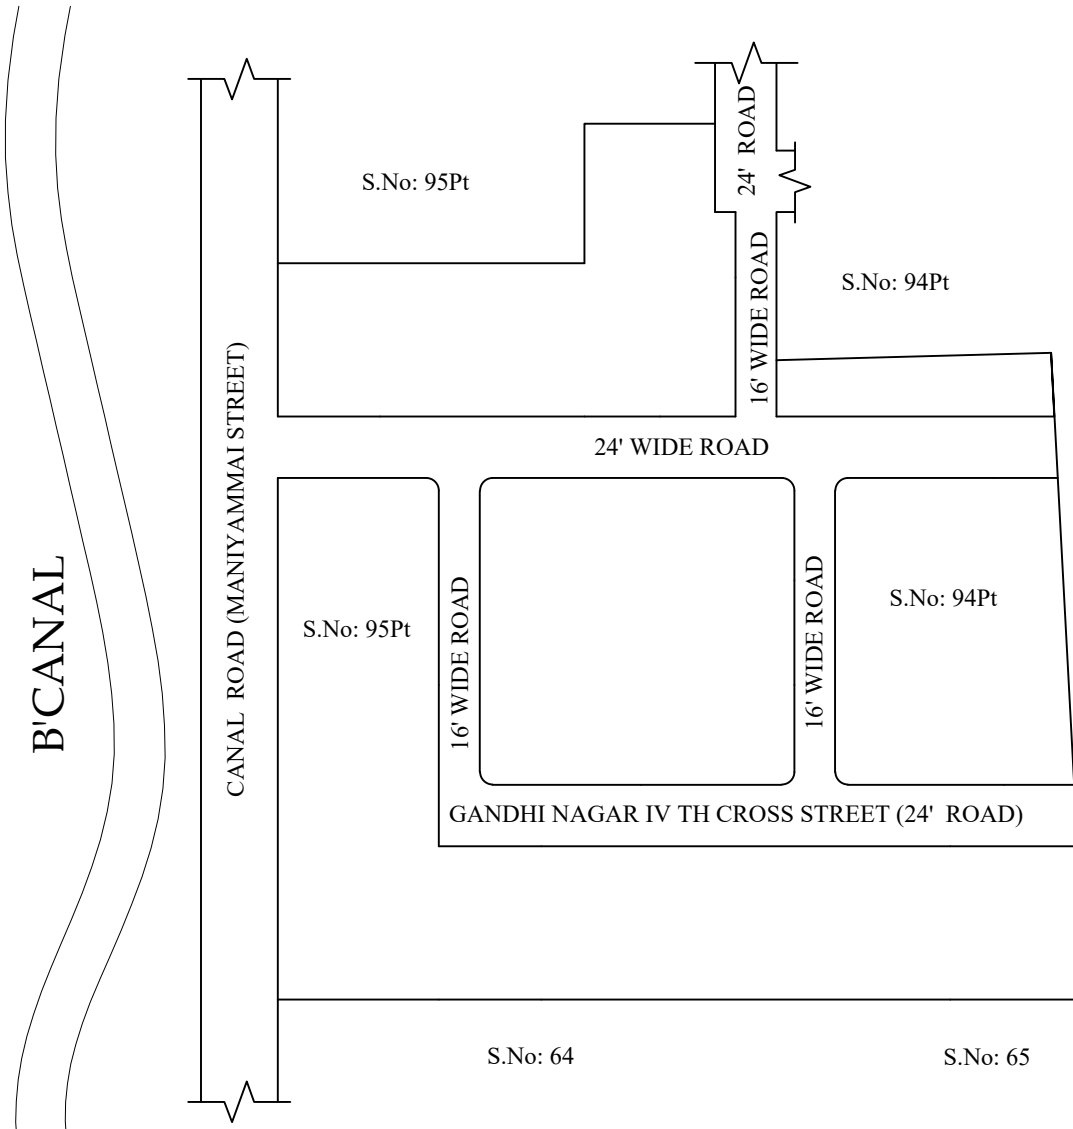 24'  ROAD
S.No: 95Pt
16' WIDE ROAD
S.No: 94Pt
24' WIDE ROAD
CANAL  ROAD (MANIYAMMAI STREET)
B'CANAL
S.No: 95Pt
16' WIDE ROAD
16' WIDE ROAD
S.No: 94Pt
GANDHI NAGAR IV TH CROSS STREET (24'  ROAD)
S.No: 64
S.No: 65